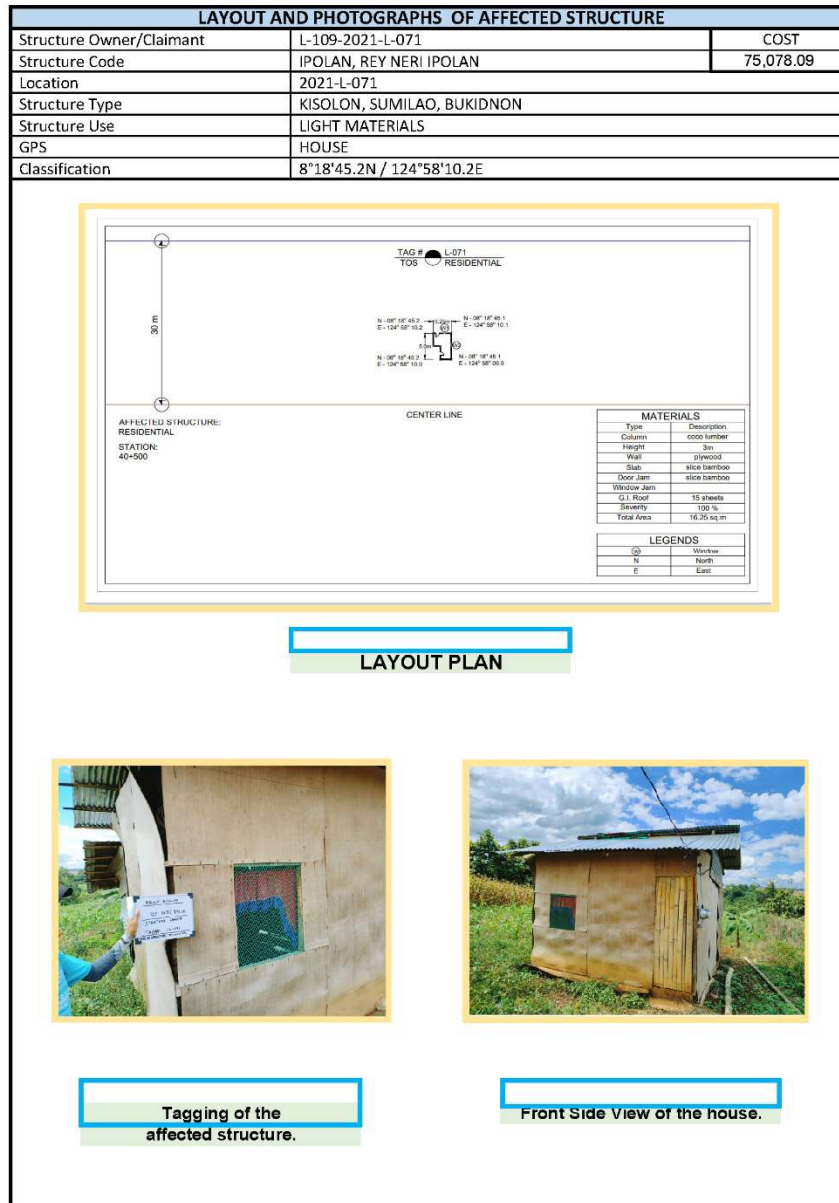 LAYOUT AND PHOTOGRAPHS OF AFFECTED STRUCTURE
Structure Owner/Claimant L-109-2021-L-071 COST
Structure Code IPOLAN, REY NERI IPOLAN 75,078.09
Location 2021-L-071
Structure Type KISOLON, SUMILAO, BUKIDNON
Structure Use LIGHT MATERIALS
GPS HOUSE
Classification 8°18'45.2N / 124°58'10.2E
TAG # L-071
TOS RESIDENTIAL
30 m
N - 08° 18' 45.2
E - 124° 58' 10.2
N - 08° 18' 45.1
E - 124° 58' 10.1
N - 08° 18' 45.2
E - 124° 58' 10.0
N - 08° 18' 45.1
E - 124° 58' 09.9
AFFECTED STRUCTURE:
RESIDENTIAL
STATION:
40+500
CENTER LINE
MATERIALS
Type Description
Column coco lumber
Height 3m
Wall plywood
Slab slice bamboo
Door Jam slice bamboo
Window Jam
G.I. Roof 15 sheets
Severity 100 %
Total Area 16.25 sq.m
LEGENDS
W Window
N North
E East
LAYOUT PLAN
Tagging of the
affected structure.
Front Side View of the house.